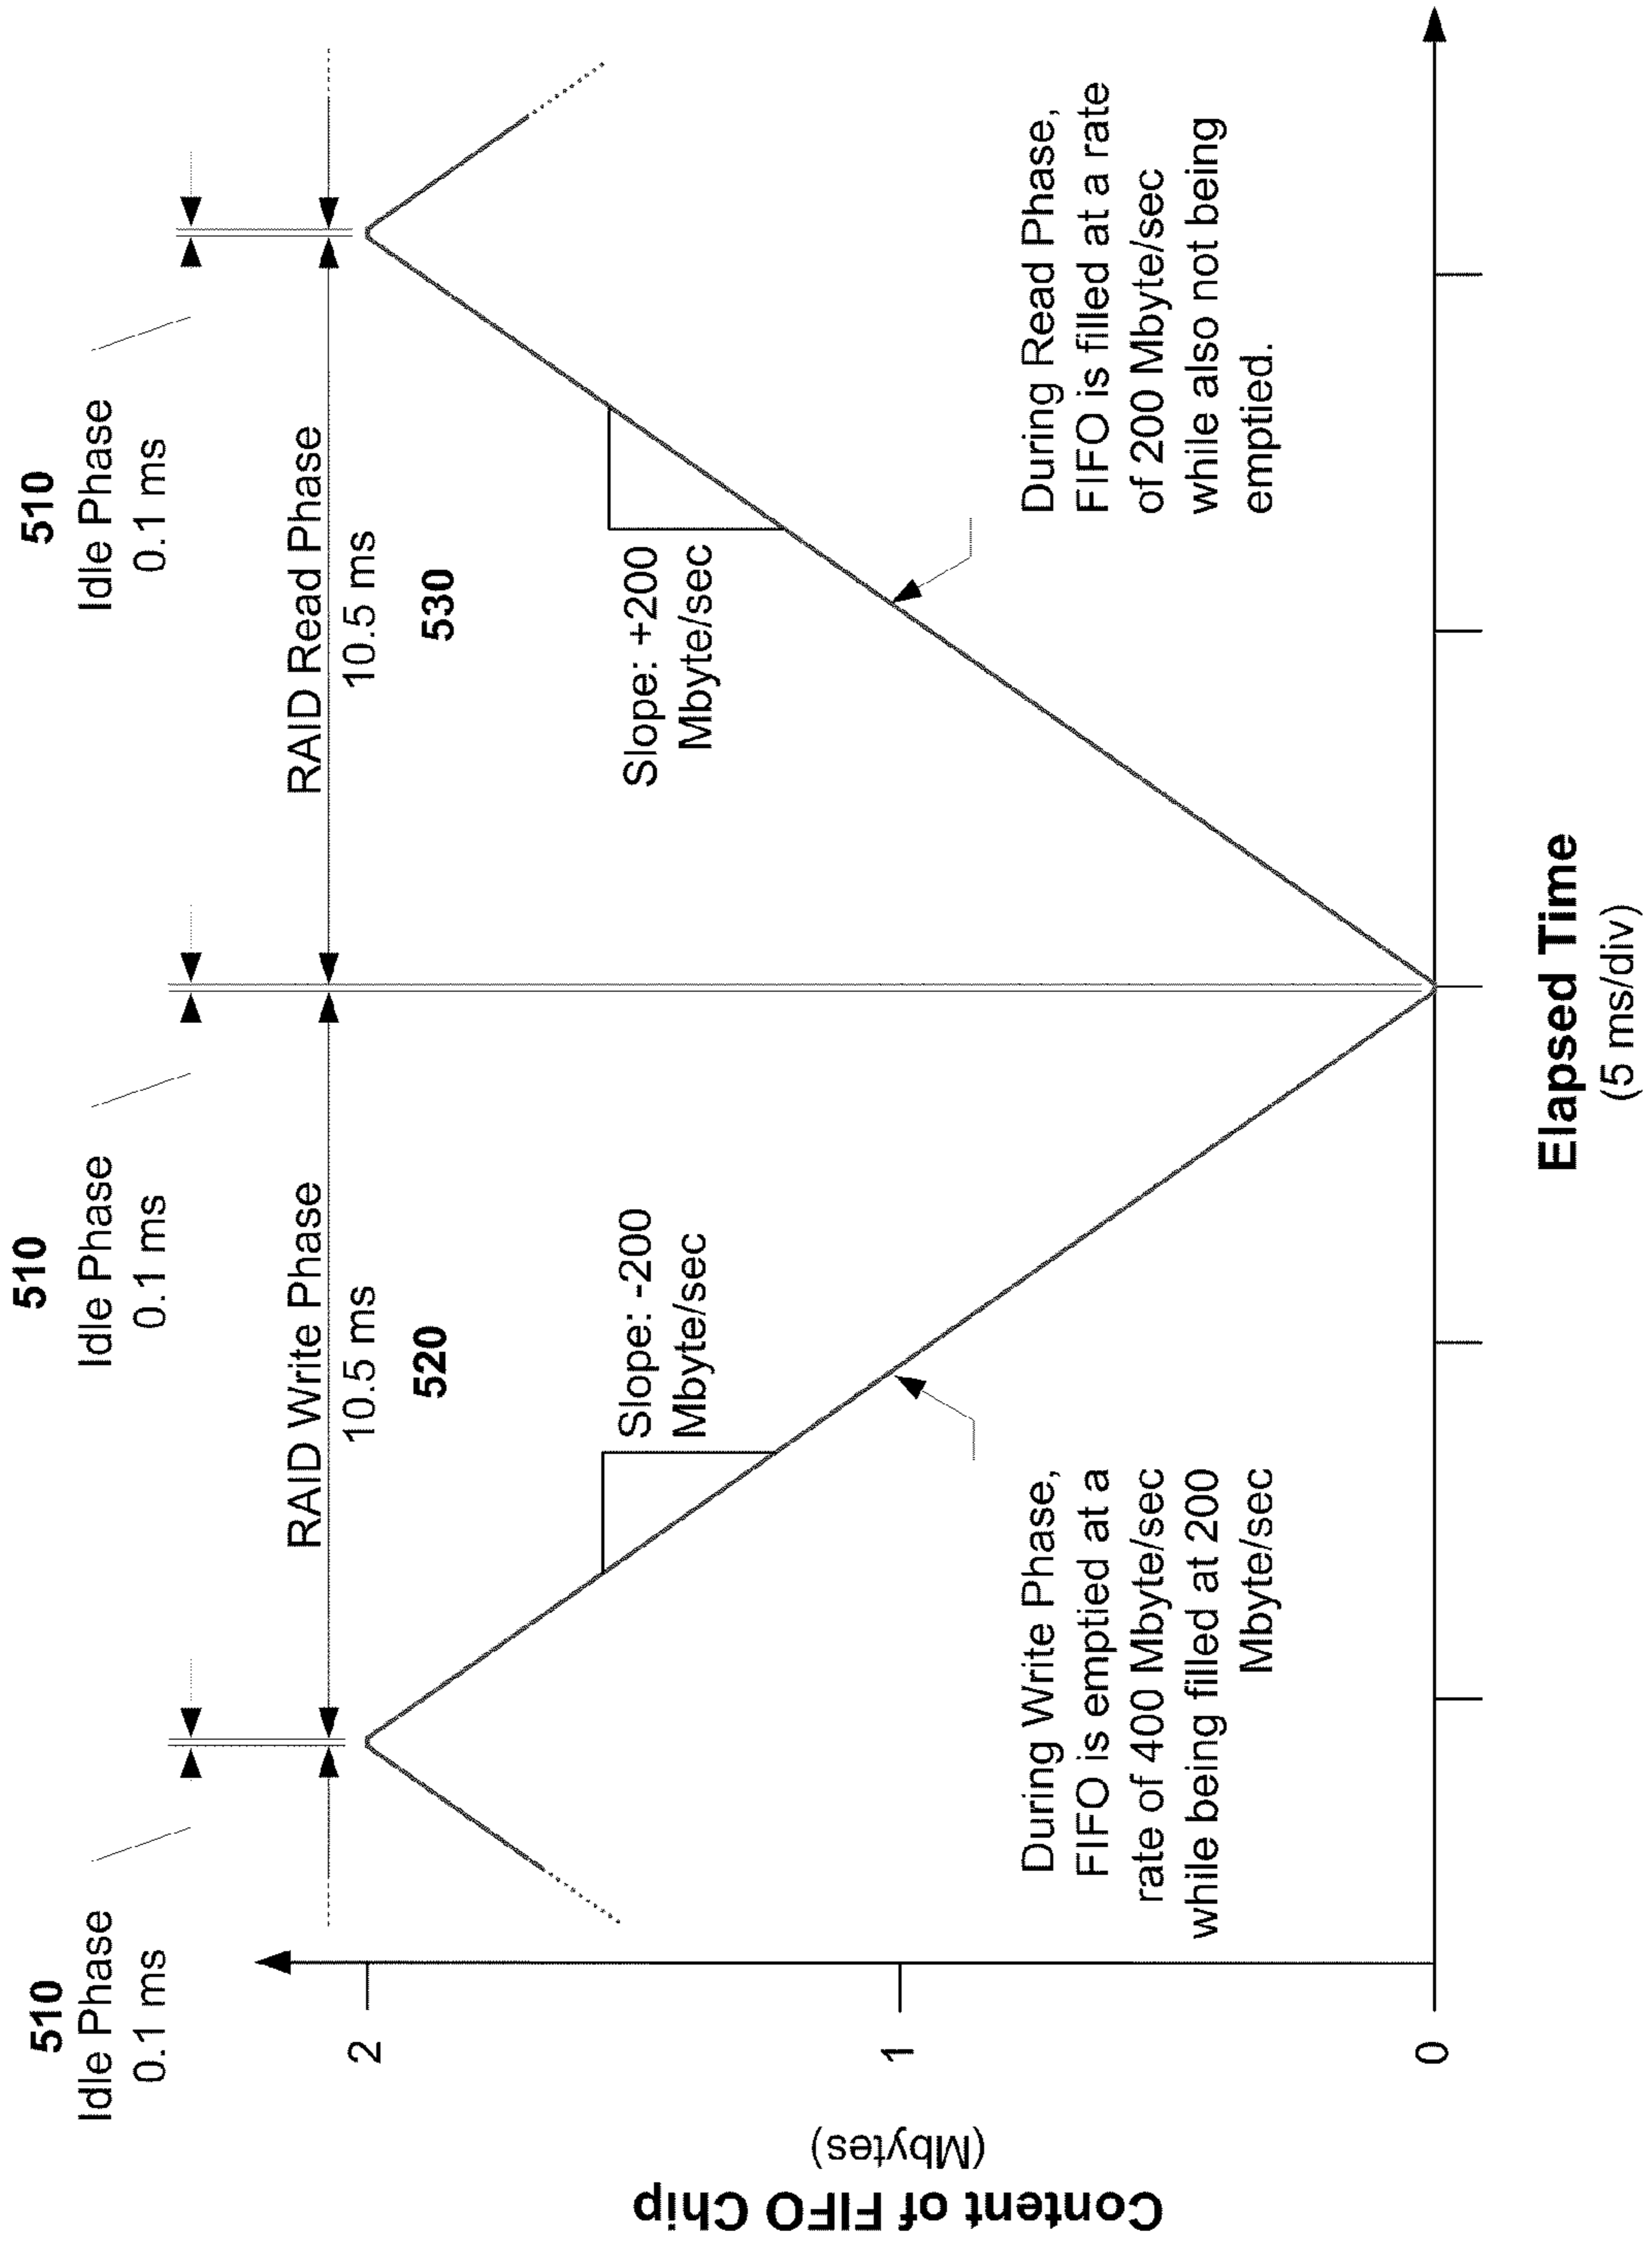 510
Idle Phase
0.1 ms
510
Idle Phase
0.1 ms
510
Idle Phase
0.1 ms
RAID Write Phase
10.5 ms
520
RAID Read Phase
10.5 ms
530
Slope: -200
Mbyte/sec
Slope: +200
Mbyte/sec
During Write Phase,
FIFO is emptied at a
rate of 400 Mbyte/sec
while being filled at 200
Mbyte/sec
During Read Phase,
FIFO is filled at a rate
of 200 Mbyte/sec
while also not being
emptied.
Content of FIFO Chip
(Mbytes)
2
1
0
Elapsed Time
(5 ms/div)